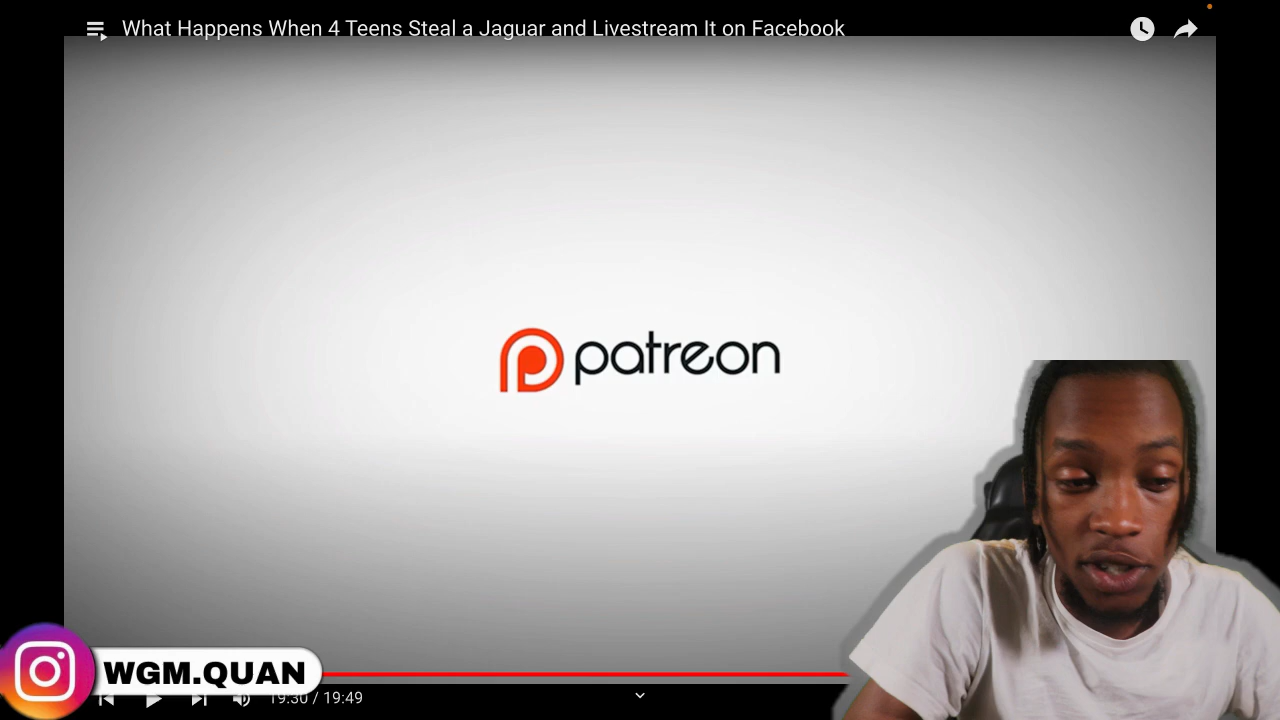 What Happens When 4 Teens Steal a Jaguar and Livestream It on Facebook
patreon
WGM.QUAN
19:30 / 19:49